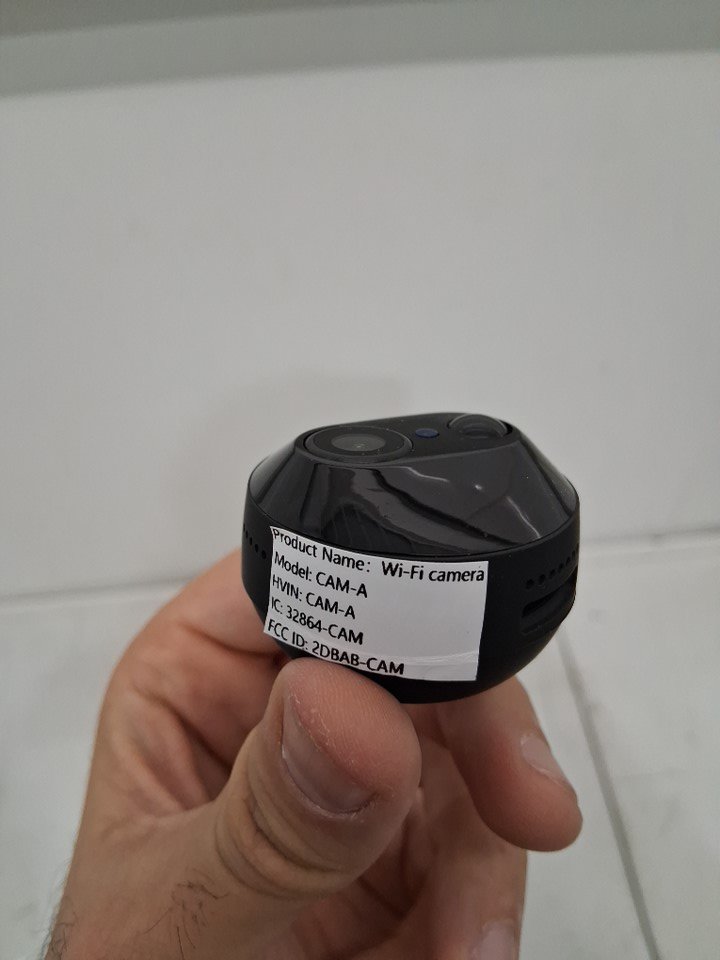 Product Name: Wi-Fi camera
Model: CAM-A
HVIN: CAM-A
IC: 32864-CAM
FCC ID: 2DBAB-CAM